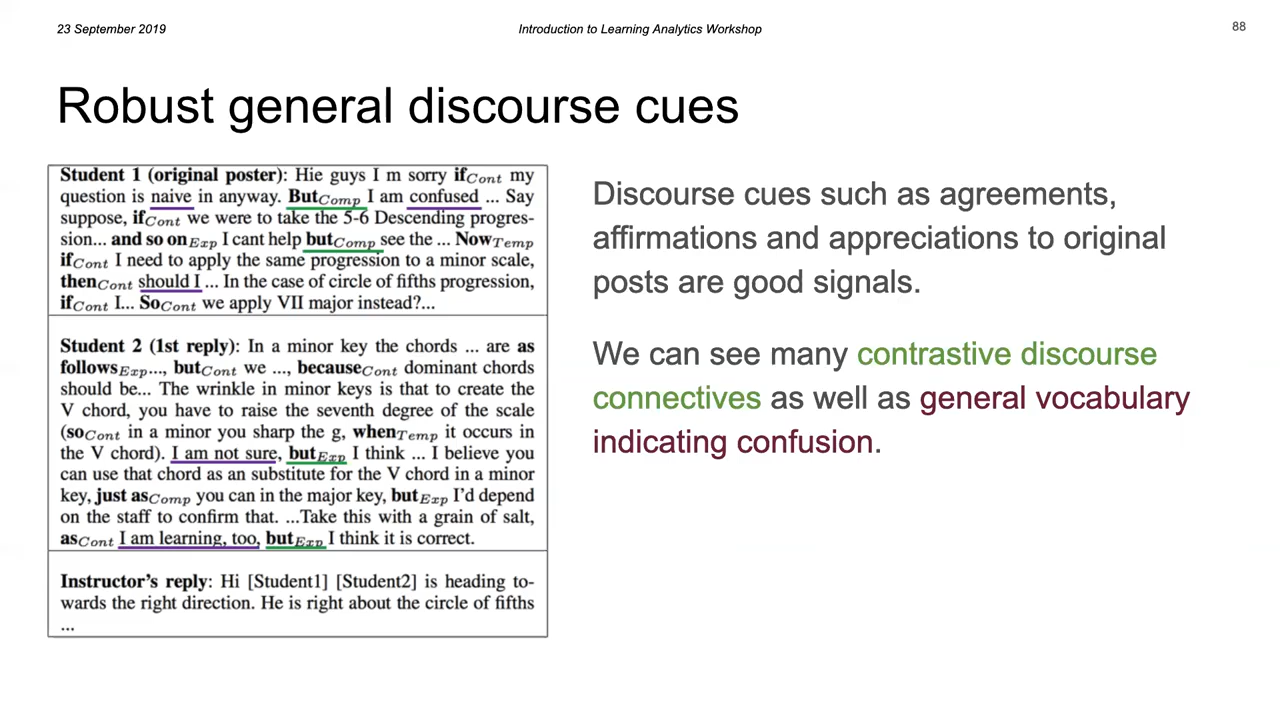 23 September 2019
Introduction to Learning Analytics Workshop
88
Robust general discourse cues
Student 1 (original poster): Hie guys I m sorry ifCont my
question is naive in anyway. ButComp I am confused ... Say
suppose, ifCont we were to take the 5-6 Descending progres-
sion... and so onExp I cant help butComp see the ... NowTemp
ifCont I need to apply the same progression to a minor scale,
thenCont should I ... In the case of circle of fifths progression,
ifCont I... SoCont we apply VII major instead?...
Student 2 (1st reply): In a minor key the chords ... are as
followsExp..., butCont we ..., becauseCont dominant chords
should be... The wrinkle in minor keys is that to create the
V chord, you have to raise the seventh degree of the scale
(soCont in a minor you sharp the g, whenTemp it occurs in
the V chord). I am not sure, butExp I think ... I believe you
can use that chord as an substitute for the V chord in a minor
key, just asComp you can in the major key, butExp I'd depend
on the staff to confirm that. ...Take this with a grain of salt,
asCont I am learning, too, butExp I think it is correct.
Instructor's reply: Hi [Student1] [Student2] is heading to-
wards the right direction. He is right about the circle of fifths
...
Discourse cues such as agreements,
affirmations and appreciations to original
posts are good signals.
We can see many contrastive discourse
connectives as well as general vocabulary
indicating confusion.